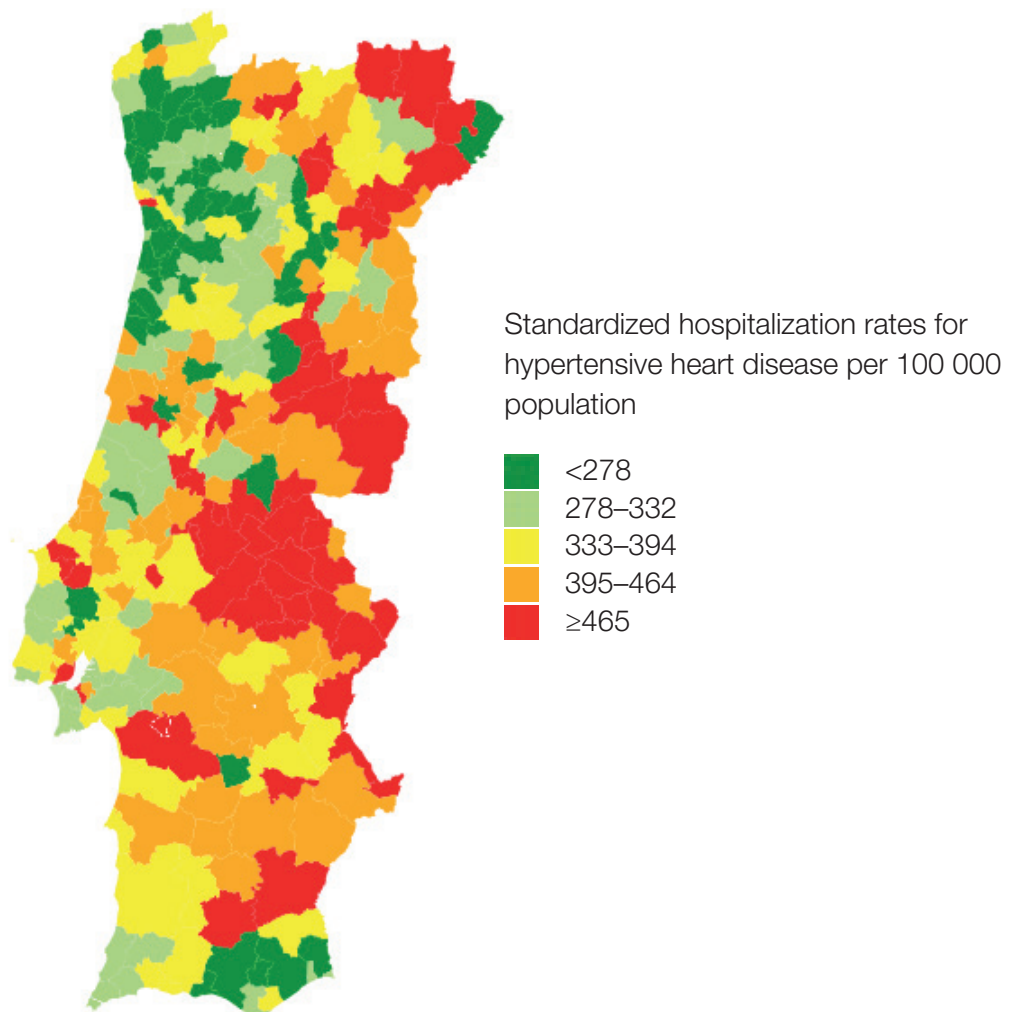 Standardized hospitalization rates for
hypertensive heart disease per 100 000
population
<278
278–332
333–394
395–464
≥465